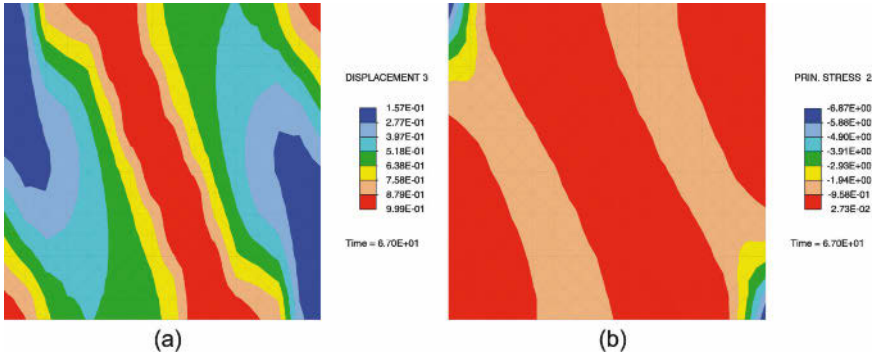 DISPLACEMENT 3
1.57E-01
2.77E-01
3.97E-01
5.18E-01
6.38E-01
7.58E-01
8.79E-01
9.99E-01
Time = 6.70E+01
(a)
PRIN. STRESS 2
-6.87E+00
-5.88E+00
-4.90E+00
-3.91E+00
-2.93E+00
-1.94E+00
-9.58E-01
2.73E-02
Time = 6.70E+01
(b)